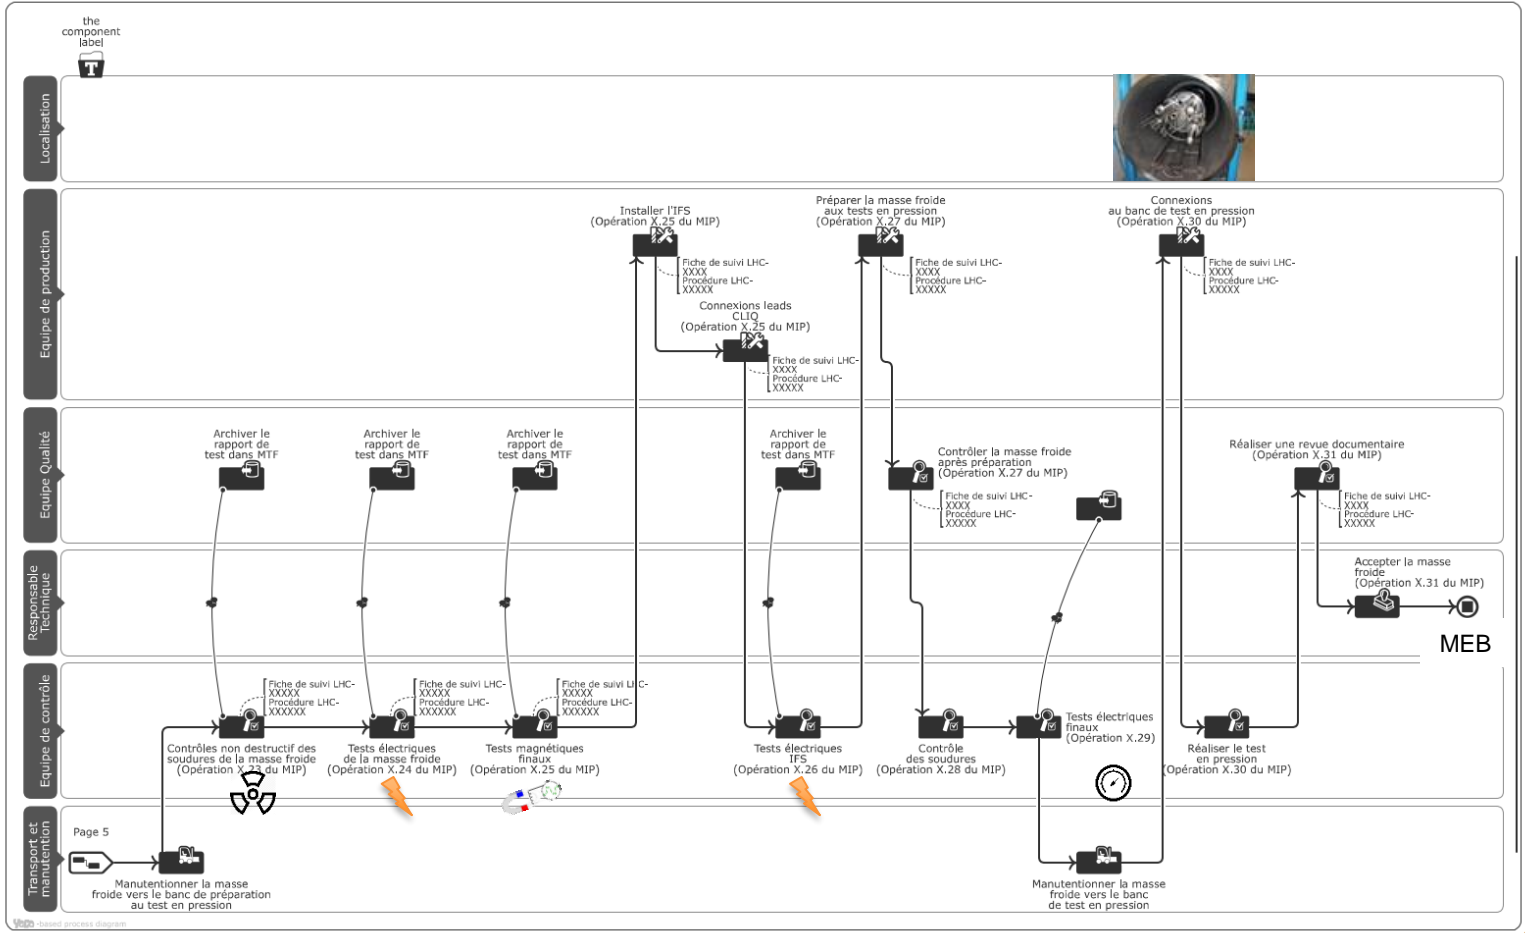 the
component
label
T
Localisation
Equipe de production
Installer l'IFS
(Opération X.25 du MIP)
Fiche de suivi LHC-
XXXX
Procédure LHC-
XXXXX
Connexions leads
CLIQ
(Opération X.25 du MIP)
Fiche de suivi LHC-
XXXX
Procédure LHC-
XXXXX
Préparer la masse froide
aux tests en pression
(Opération X.27 du MIP)
Fiche de suivi LHC-
XXXX
Procédure LHC-
XXXXX
Connexions
au banc de test en pression
(Opération X.30 du MIP)
Fiche de suivi LHC-
XXXX
Procédure LHC-
XXXXX
Equipe Qualité
Archiver le
rapport de
test dans MTF
Archiver le
rapport de
test dans MTF
Archiver le
rapport de
test dans MTF
Archiver le
rapport de
test dans MTF
Contrôler la masse froide
après préparation
(Opération X.27 du MIP)
Fiche de suivi LHC-
XXXX
Procédure LHC-
XXXXX
Réaliser une revue documentaire
(Opération X.31 du MIP)
Fiche de suivi LHC-
XXXX
Procédure LHC-
XXXXX
Responsable
Technique
Accepter la masse
froide
(Opération X.31 du MIP)
MEB
Equipe de contrôle
Fiche de suivi LHC-
XXXXX
Procédure LHC-
XXXXXX
Contrôles non destructif des
soudures de la masse froide
(Opération X.23 du MIP)
Fiche de suivi LHC-
XXXXX
Procédure LHC-
XXXXXX
Tests électriques
de la masse froide
(Opération X.24 du MIP)
Fiche de suivi LHC-
XXXXX
Procédure LHC-
XXXXXX
Tests magnétiques
finaux
(Opération X.25 du MIP)
Tests électriques
IFS
(Opération X.26 du MIP)
Contrôle
des soudures
(Opération X.28 du MIP)
Tests électriques
finaux
(Opération X.29)
Réaliser le test
en pression
(Opération X.30 du MIP)
Transport et
manutention
Page 5
Manutentionner la masse
froide vers le banc de préparation
au test en pression
Manutentionner la masse
froide vers le banc
de test en pression
-based process diagram